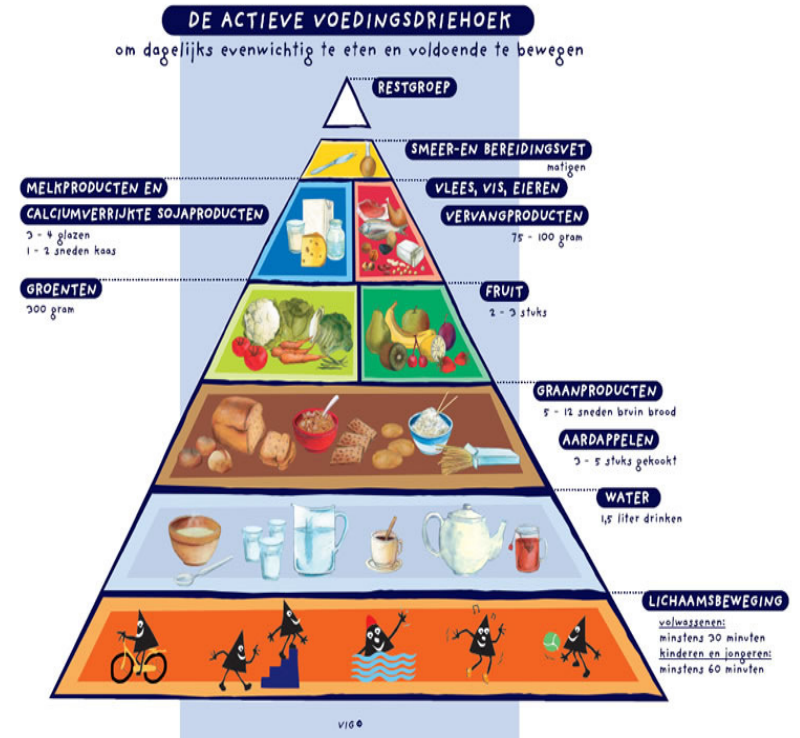 DE ACTIEVE VOEDINGSDRIEHOEK
om dagelijks evenwichtig te eten en voldoende te bewegen
RESTGROEP
SMEER-EN BEREIDINGSVET
matigen
MELKPRODUCTEN EN
CALCIUMVERRIJKTE SOJAPRODUCTEN
3 - 4 glazen
1 - 2 sneden kaas
VLEES, VIS, EIEREN
VERVANGPRODUCTEN
75 - 100 gram
GROENTEN
300 gram
FRUIT
2 - 3 stuks
GRAANPRODUCTEN
5 - 12 sneden bruin brood
AARDAPPELEN
3 - 5 stuks gekookt
WATER
1,5 liter drinken
LICHAAMSBEWEGING
volwassenen:
minstens 30 minuten
kinderen en jongeren:
minstens 60 minuten
VIG©